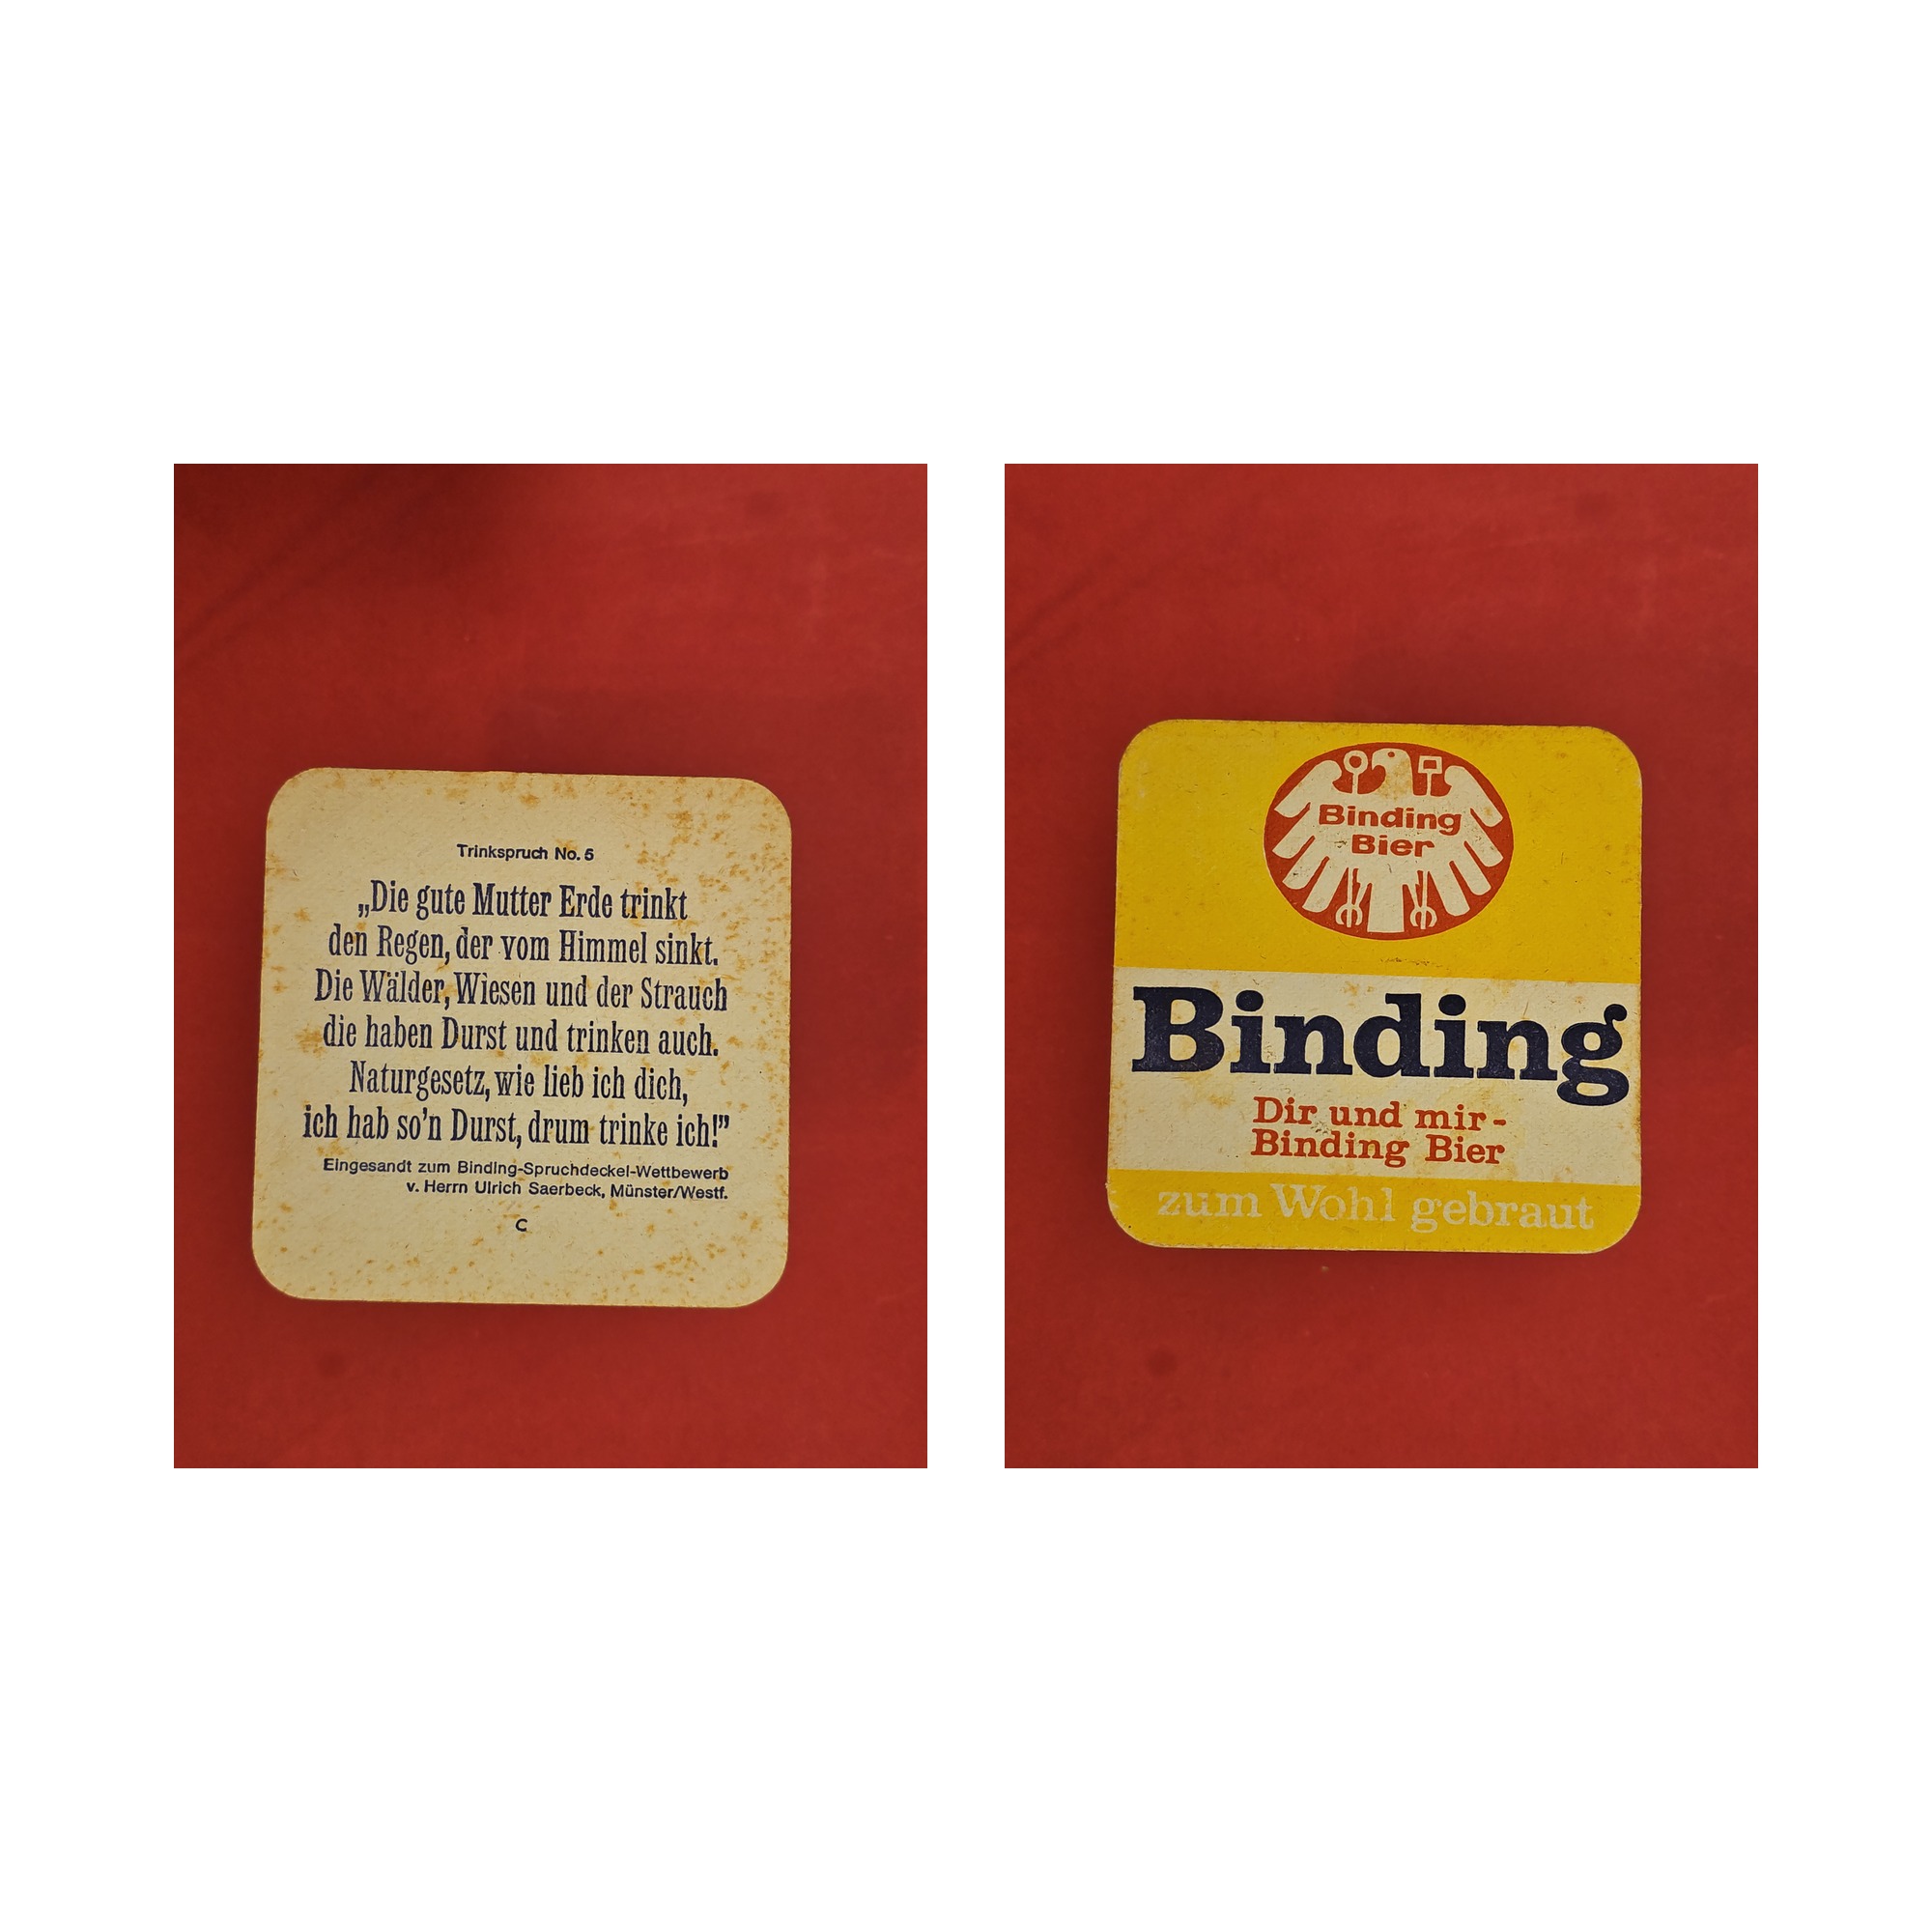 Trinkspruch No. 5
„Die gute Mutter Erde trinkt
den Regen, der vom Himmel sinkt.
Die Wälder, Wiesen und der Strauch
die haben Durst und trinken auch.
Naturgesetz, wie lieb ich dich,
ich hab so'n Durst, drum trinke ich!”
Eingesandt zum Binding-Spruchdeckel-Wettbewerb
v. Herrn Ulrich Saerbeck, Münster/Westf.
C
Binding
Bier
Binding
Dir und mir -
Binding Bier
zum Wohl gebraut